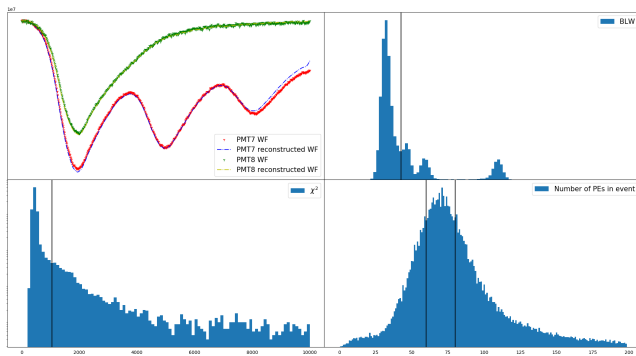 1e7
PMT7 WF
PMT7 reconstructed WF
PMT8 WF
PMT8 reconstructed WF
BLW
χ²
0 2000 4000 6000 8000 10000
Number of PEs in event
0 25 50 75 100 125 150 175 200